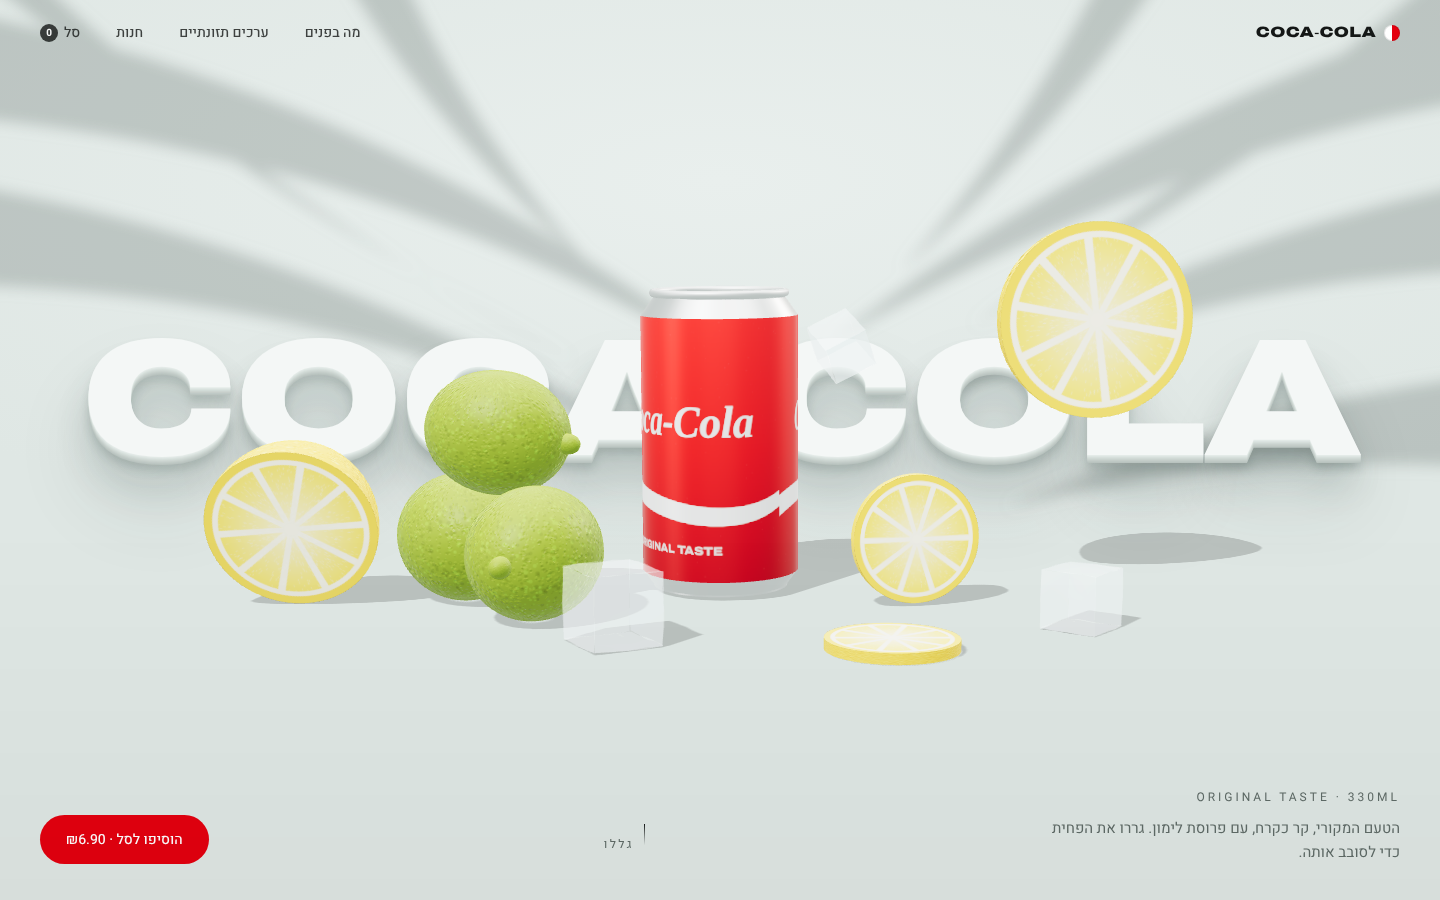 COCA-COLA
מה בפנים
ערכים תזונתיים
חנות
סל 0
COCA COLA
ca-Cola
GINAL TASTE
ORIGINAL TASTE · 330ML
הטעם המקורי, קר כקרח, עם פרוסת לימון. גררו את הפחית
כדי לסובב אותה.
גללו
הוסיפו לסל · ₪6.90